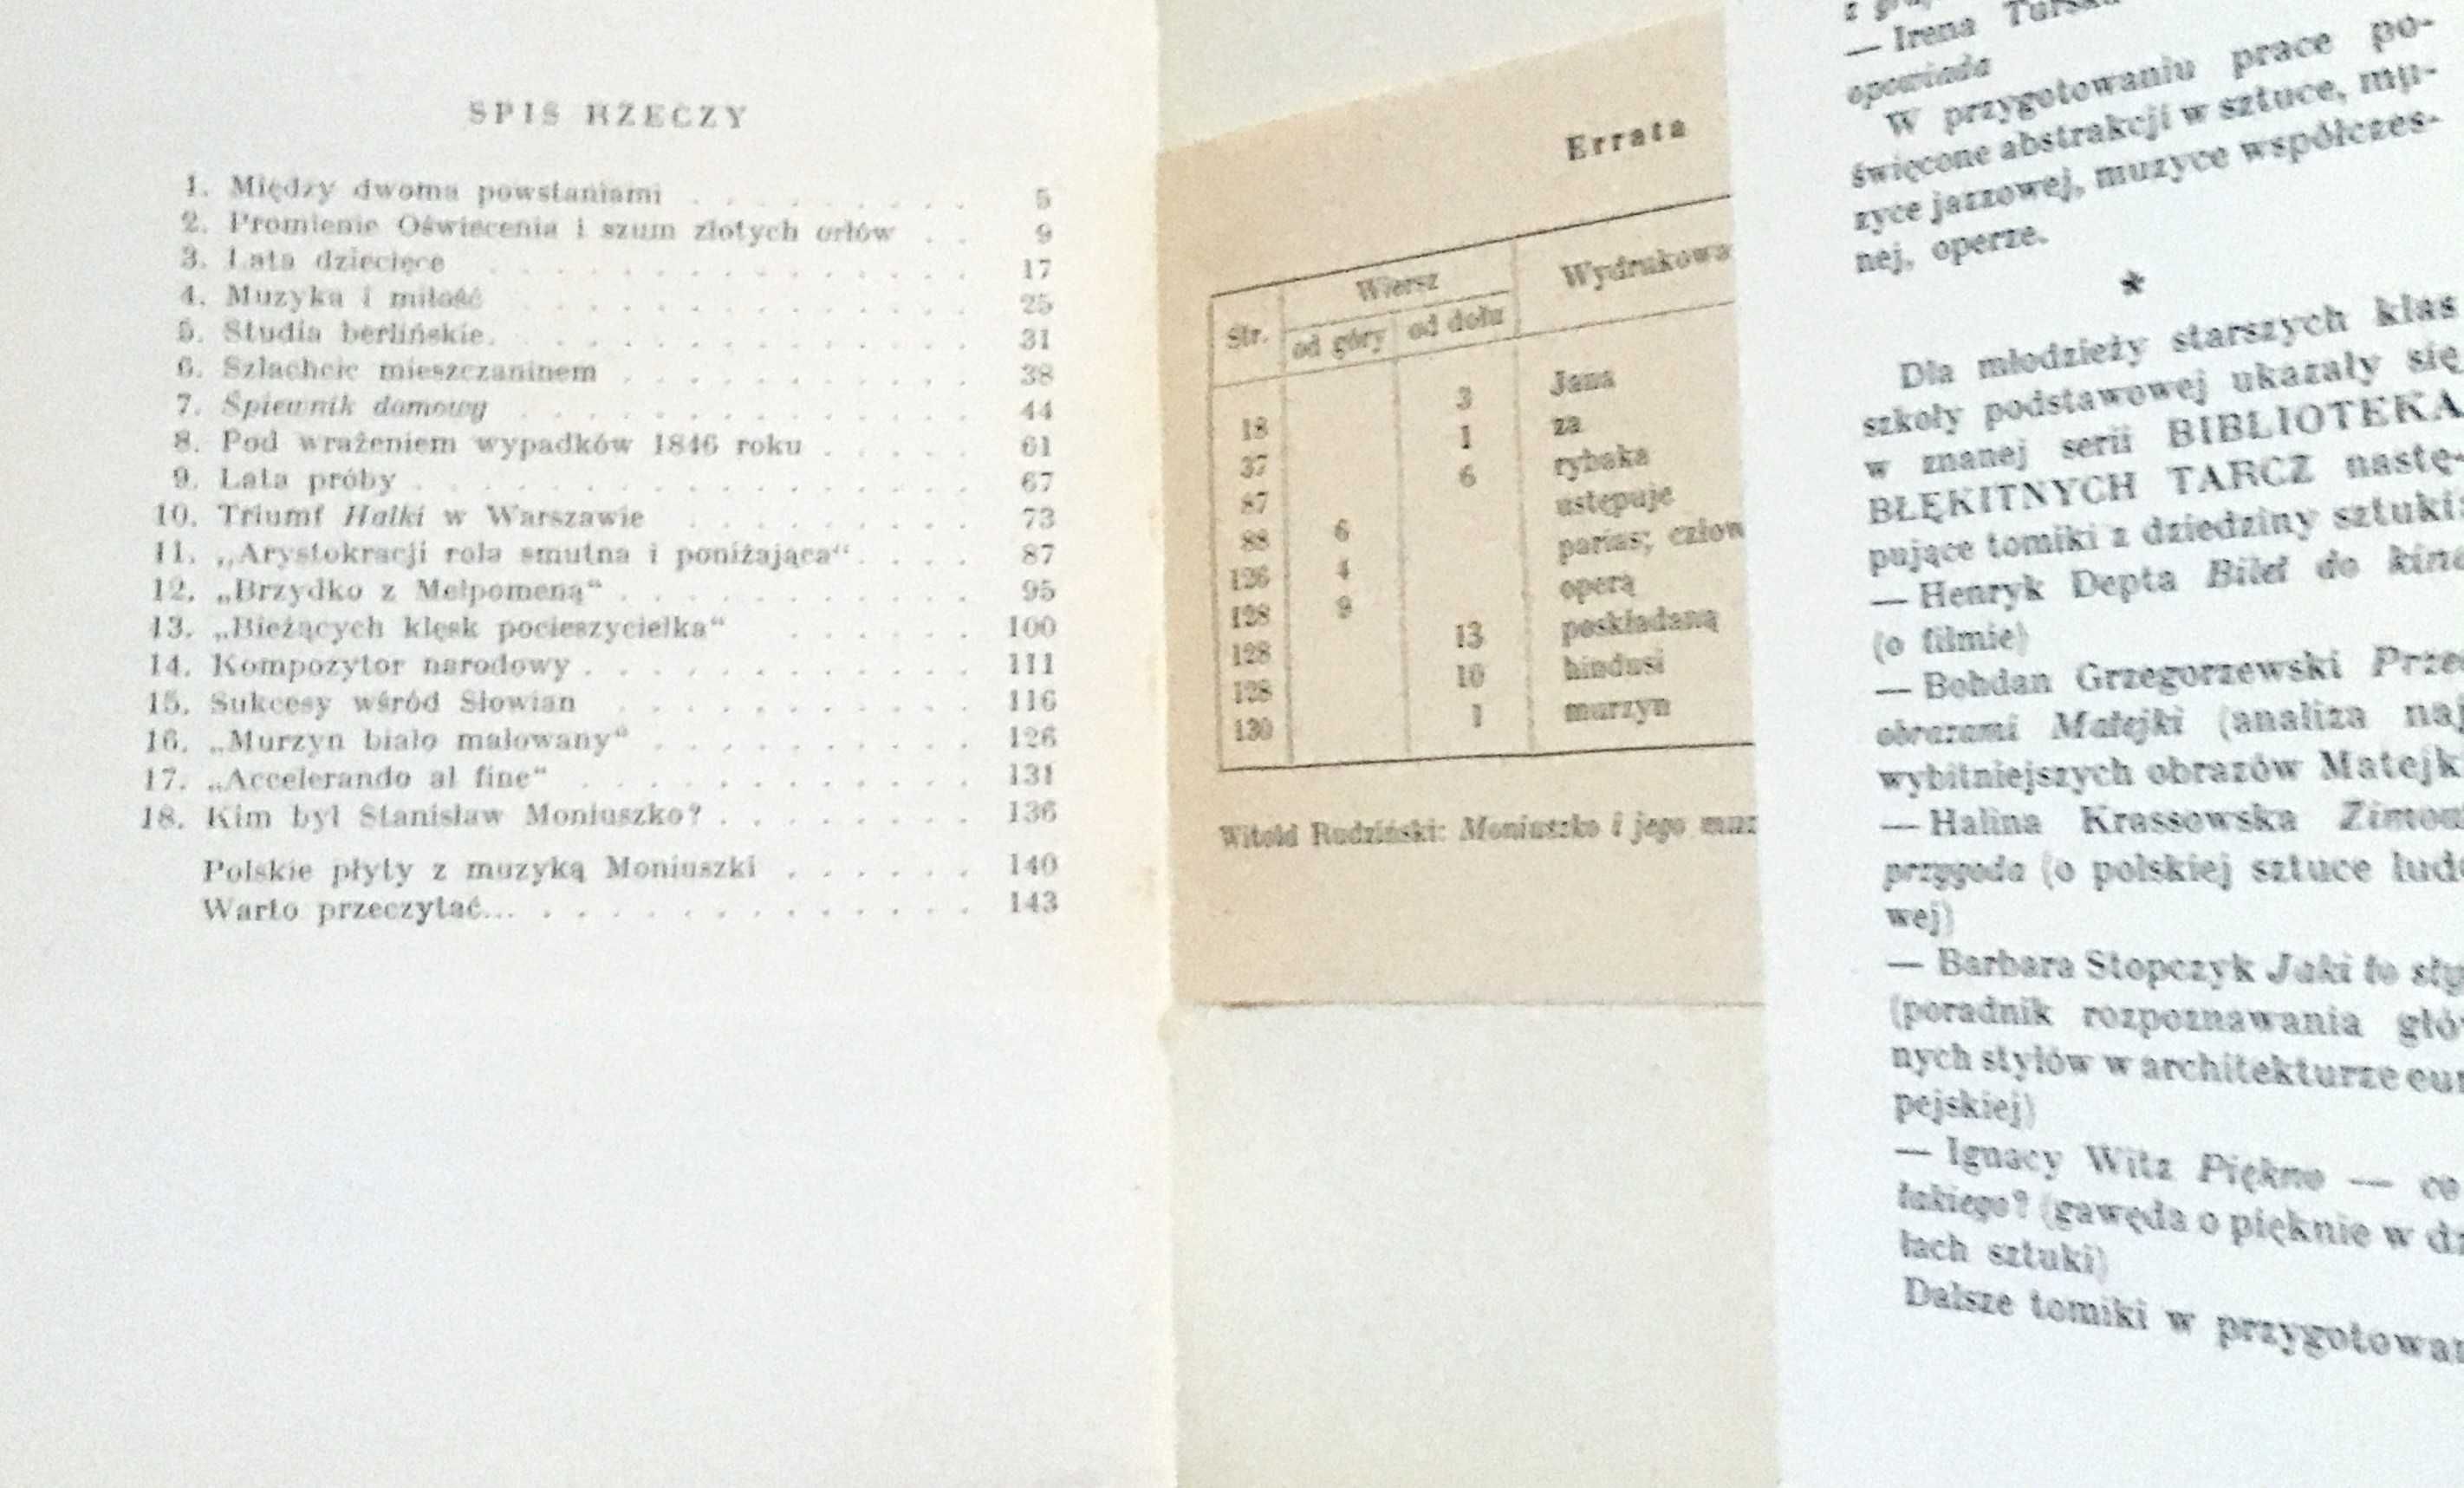 SPIS RZECZY
1. Między dwoma powstaniami . . . . . . . . 5
2. Promienie Oświecenia i szum złotych orłów . . 9
3. Lata dziecięce . . . . . . . . . . . . . 17
4. Muzyka i miłość . . . . . . . . . . . . 25
5. Studia berlińskie. . . . . . . . . . . . . 31
6. Szlachcic mieszczaninem . . . . . . . . . . 38
7. Śpiewnik domowy . . . . . . . . . . . . 44
8. Pod wrażeniem wypadków 1846 roku . . . . . 61
9. Lata próby . . . . . . . . . . . . . . . 67
10. Triumf Halki w Warszawie . . . . . . . . 73
11. „Arystokracji rola smutna i poniżająca“ . . . . 87
12. „Brzydko z Melpomeną“ . . . . . . . . . . 95
13. „Bieżących klęsk pocieszycielka“ . . . . . . 100
14. Kompozytor narodowy . . . . . . . . . . . 111
15. Sukcesy wśród Słowian . . . . . . . . . . 116
16. „Murzyn biało malowany“ . . . . . . . . . 126
17. „Accelerando al fine“ . . . . . . . . . . . 131
18. Kim był Stanisław Moniuszko? . . . . . . . 136
Polskie płyty z muzyką Moniuszki . . . . . . 140
Warto przeczytać... . . . . . . . . . . . . . 143
Errata
Str. Wiersz Wydrukowa
od góry od dołu
18 3 Jana
37 1 za
87 6 rybaka
88 6 ustępuje
126 4 parias; człow
128 9 operą
128 13 poskładaną
128 10 hindusi
130 1 murzyn
Witold Rudziński: Moniuszko i jego muz
— Irena Turska
opowiada
W przygotowaniu prace po-
święcone abstrakcji w sztuce, mu-
zyce jazzowej, muzyce współczes-
nej, operze.
*
Dla młodzieży starszych klas
szkoły podstawowej ukazały się
w znanej serii BIBLIOTEKA
BŁĘKITNYCH TARCZ nastę-
pujące tomiki z dziedziny sztuki:
— Henryk Depta Bilet do kina
(o filmie)
— Bohdan Grzegorzewski Przed
obrazami Matejki (analiza naj
wybitniejszych obrazów Matejk
— Halina Krassowska Zimow
przygoda (o polskiej sztuce ludo
wej)
— Barbara Stopczyk Jaki to sty
(poradnik rozpoznawania głó
nych stylów w architekturze eur
pejskiej)
— Ignacy Witz Piękno — co
takiego? (gawęda o pięknie w dz
łach sztuki)
Dalsze tomiki w przygotowan